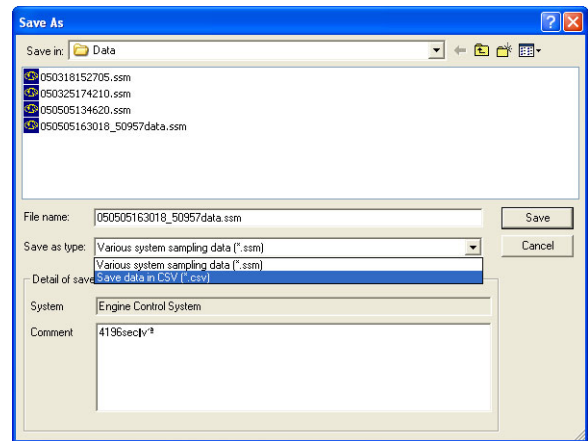 Save As
Save in: Data
050318152705.ssm
050325174210.ssm
050505134620.ssm
050505163018_50957data.ssm
File name: 050505163018_50957data.ssm Save
Save as type: Various system sampling data (*.ssm) Cancel
Various system sampling data (*.ssm)
Detail of save Save data in CSV (*.csv)
System Engine Control System
Comment